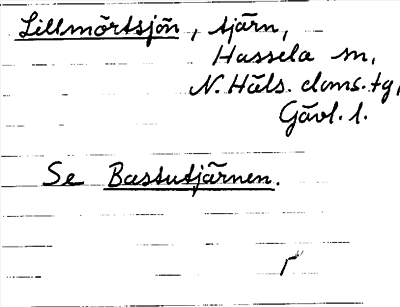 Lillmörtsjön, tjärn,
Hassela sn,
N. Häls. doms. tg,
Gävl. l.
Se Bastutjärnen.